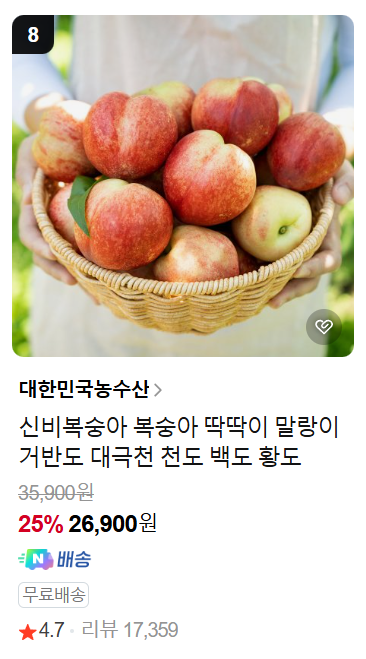 8
대한민국농수산
신비복숭아 복숭아 딱딱이 말랑이
거반도 대극천 천도 백도 황도
35,900원
25% 26,900원
N 배송
무료배송
4.7 · 리뷰 17,359